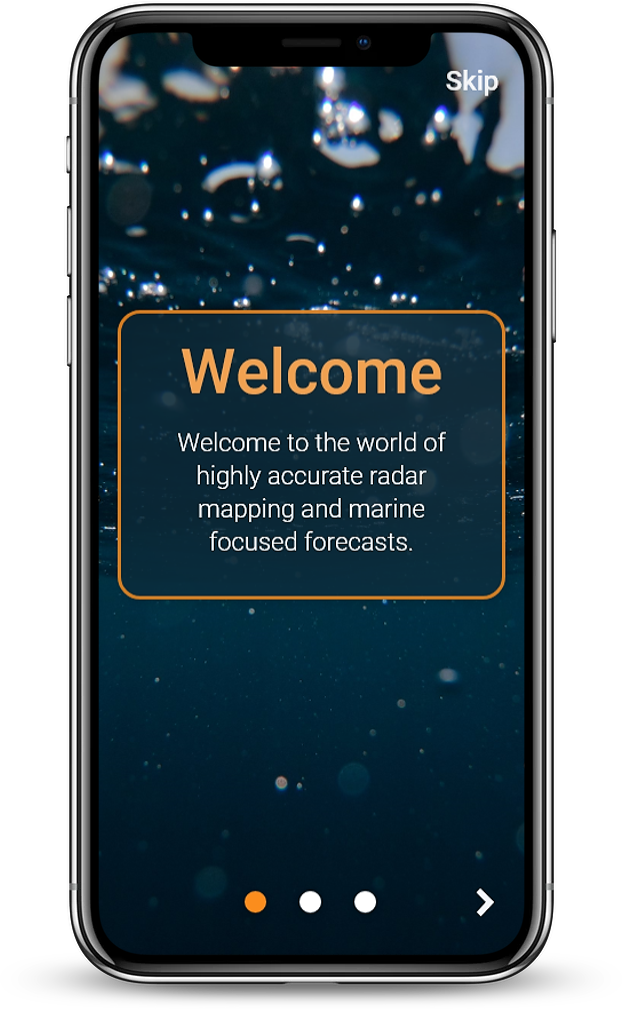 Skip
Welcome
Welcome to the world of
highly accurate radar
mapping and marine
focused forecasts.